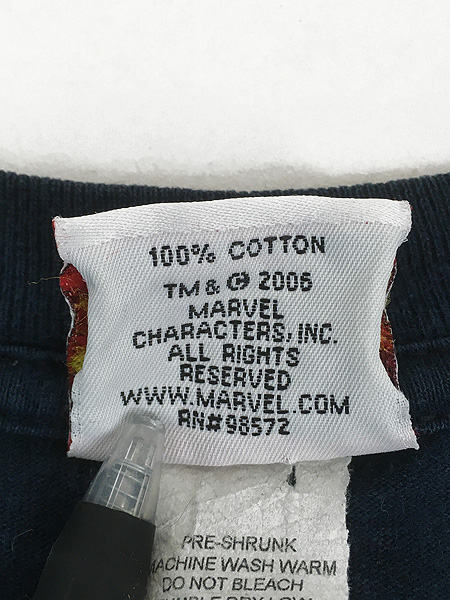 100% COTTON
TM & © 2005
MARVEL
CHARACTERS, INC.
ALL RIGHTS
RESERVED
WWW.MARVEL.COM
RN#98572
PRE-SHRUNK
MACHINE WASH WARM
DO NOT BLEACH